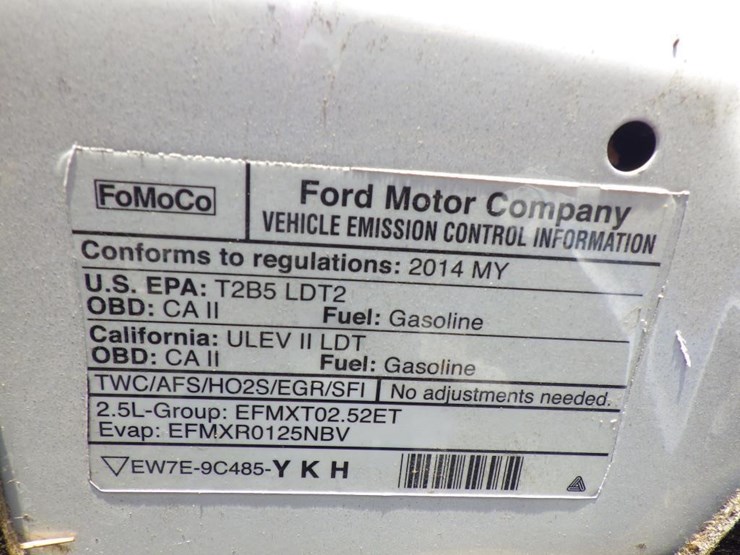 FoMoCo
Ford Motor Company
VEHICLE EMISSION CONTROL INFORMATION
Conforms to regulations: 2014 MY
U.S. EPA: T2B5 LDT2
OBD: CA II Fuel: Gasoline
California: ULEV II LDT
OBD: CA II Fuel: Gasoline
TWC/AFS/HO2S/EGR/SFI No adjustments needed.
2.5L-Group: EFMXT02.52ET
Evap: EFMXR0125NBV
EW7E-9C485-Y K H